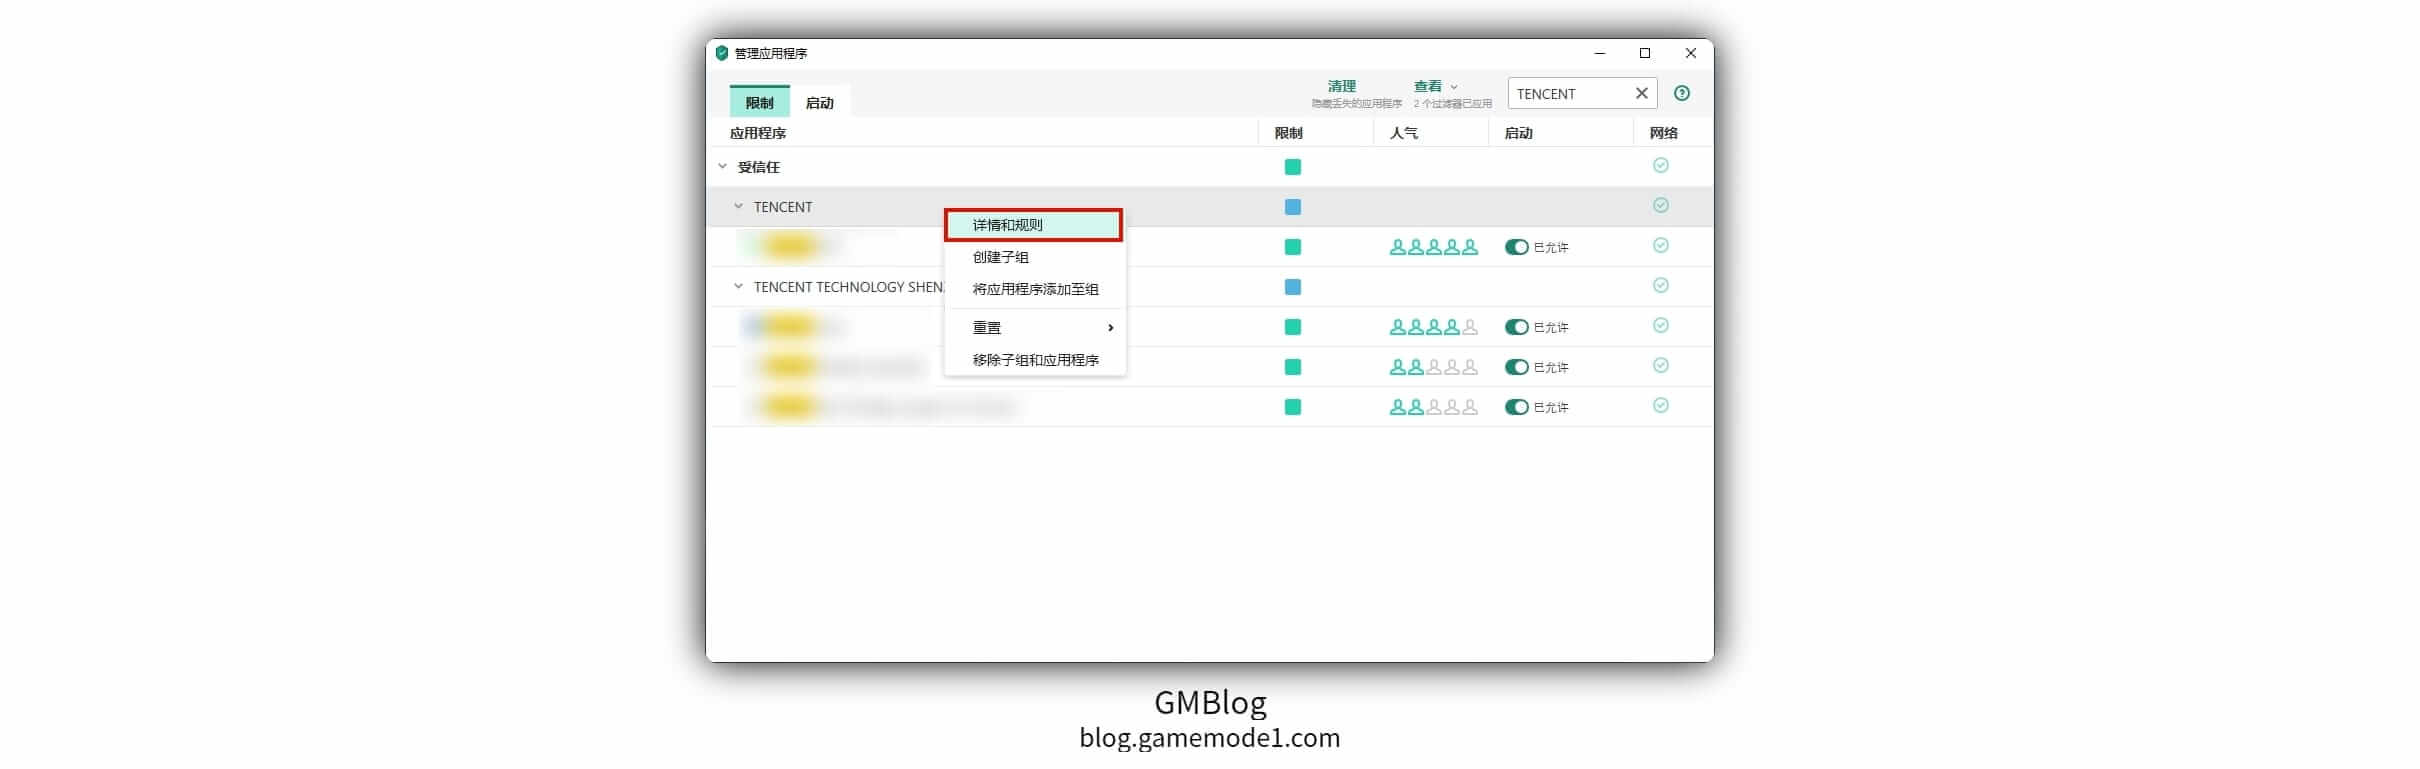 管理应用程序
限制 启动
清理
隐藏丢失的应用程序
查看
2 个过滤器已应用
TENCENT
应用程序 限制 人气 启动 网络
受信任
TENCENT
详情和规则
已允许
创建子组
TENCENT TECHNOLOGY SHEN
将应用程序添加至组
重置
已允许
移除子组和应用程序
已允许
已允许
GMBlog
blog.gamemode1.com